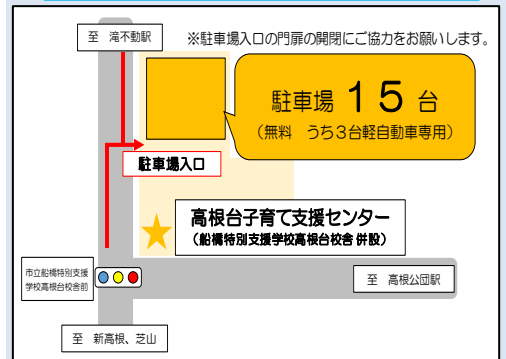 至 滝不動駅
※駐車場入口の門扉の開閉にご協力をお願いします。
駐車場 15 台
(無料 うち3台軽自動車専用)
駐車場入口
高根台子育て支援センター
(船橋特別支援学校高根台校舎 併設)
市立船橋特別支援
学校高根台校舎前
至 高根公団駅
至 新高根、芝山